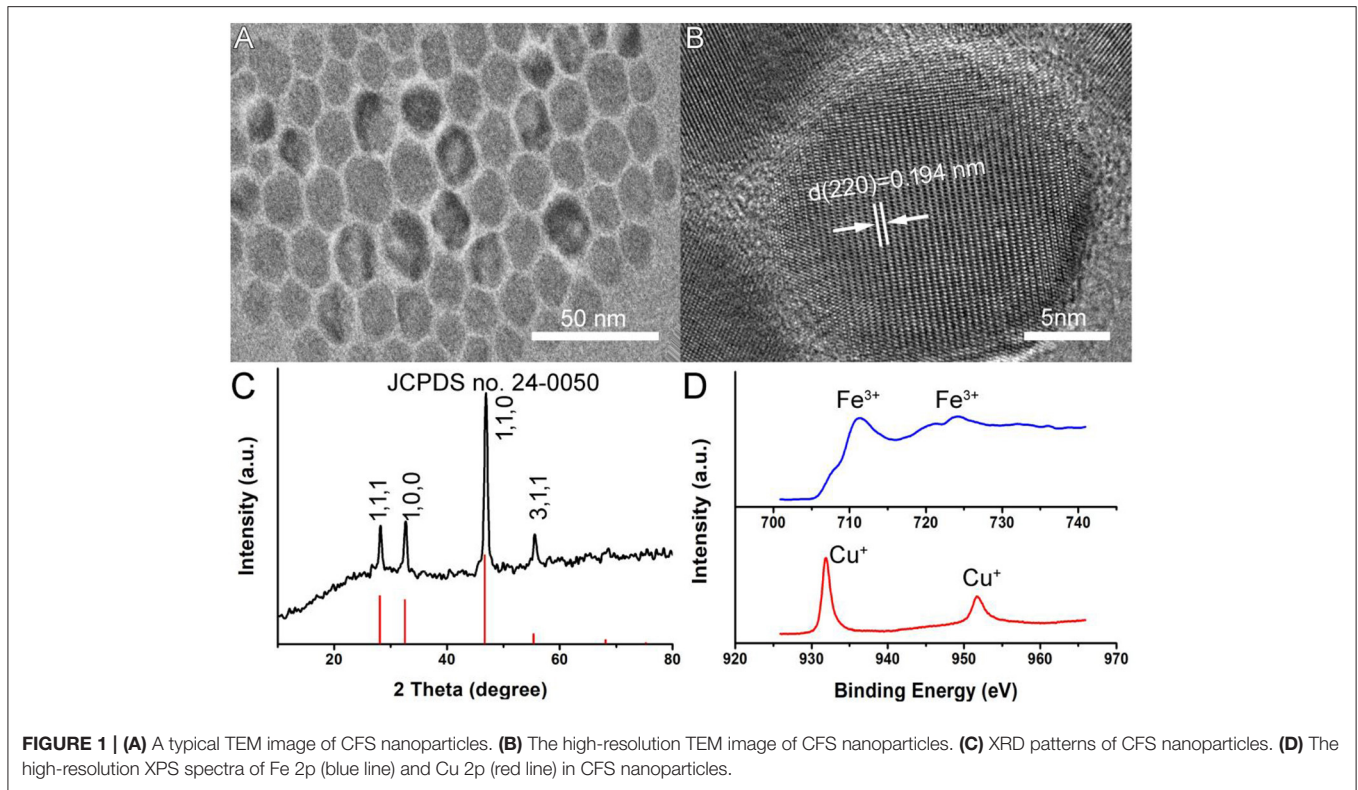 A
50 nm
B
d(220)=0.194 nm
5nm
C
JCPDS no. 24-0050
1,1,1
1,0,0
1,1,0
3,1,1
Intensity (a.u.)
20 40 60 80
2 Theta (degree)
D
Fe³⁺ Fe³⁺
700 710 720 730 740
Intensity (a.u.)
Cu⁺
Cu⁺
920 930 940 950 960 970
Binding Energy (eV)
FIGURE 1 | (A) A typical TEM image of CFS nanoparticles. (B) The high-resolution TEM image of CFS nanoparticles. (C) XRD patterns of CFS nanoparticles. (D) The
high-resolution XPS spectra of Fe 2p (blue line) and Cu 2p (red line) in CFS nanoparticles.